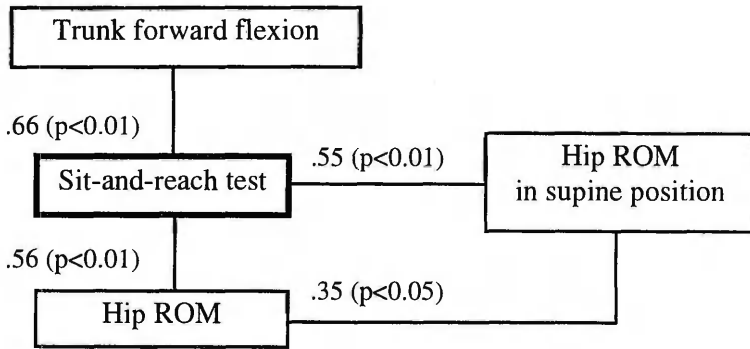 Trunk forward flexion
.66 (p<0.01)
.55 (p<0.01)
Sit-and-reach test
Hip ROM
in supine position
.56 (p<0.01)
.35 (p<0.05)
Hip ROM